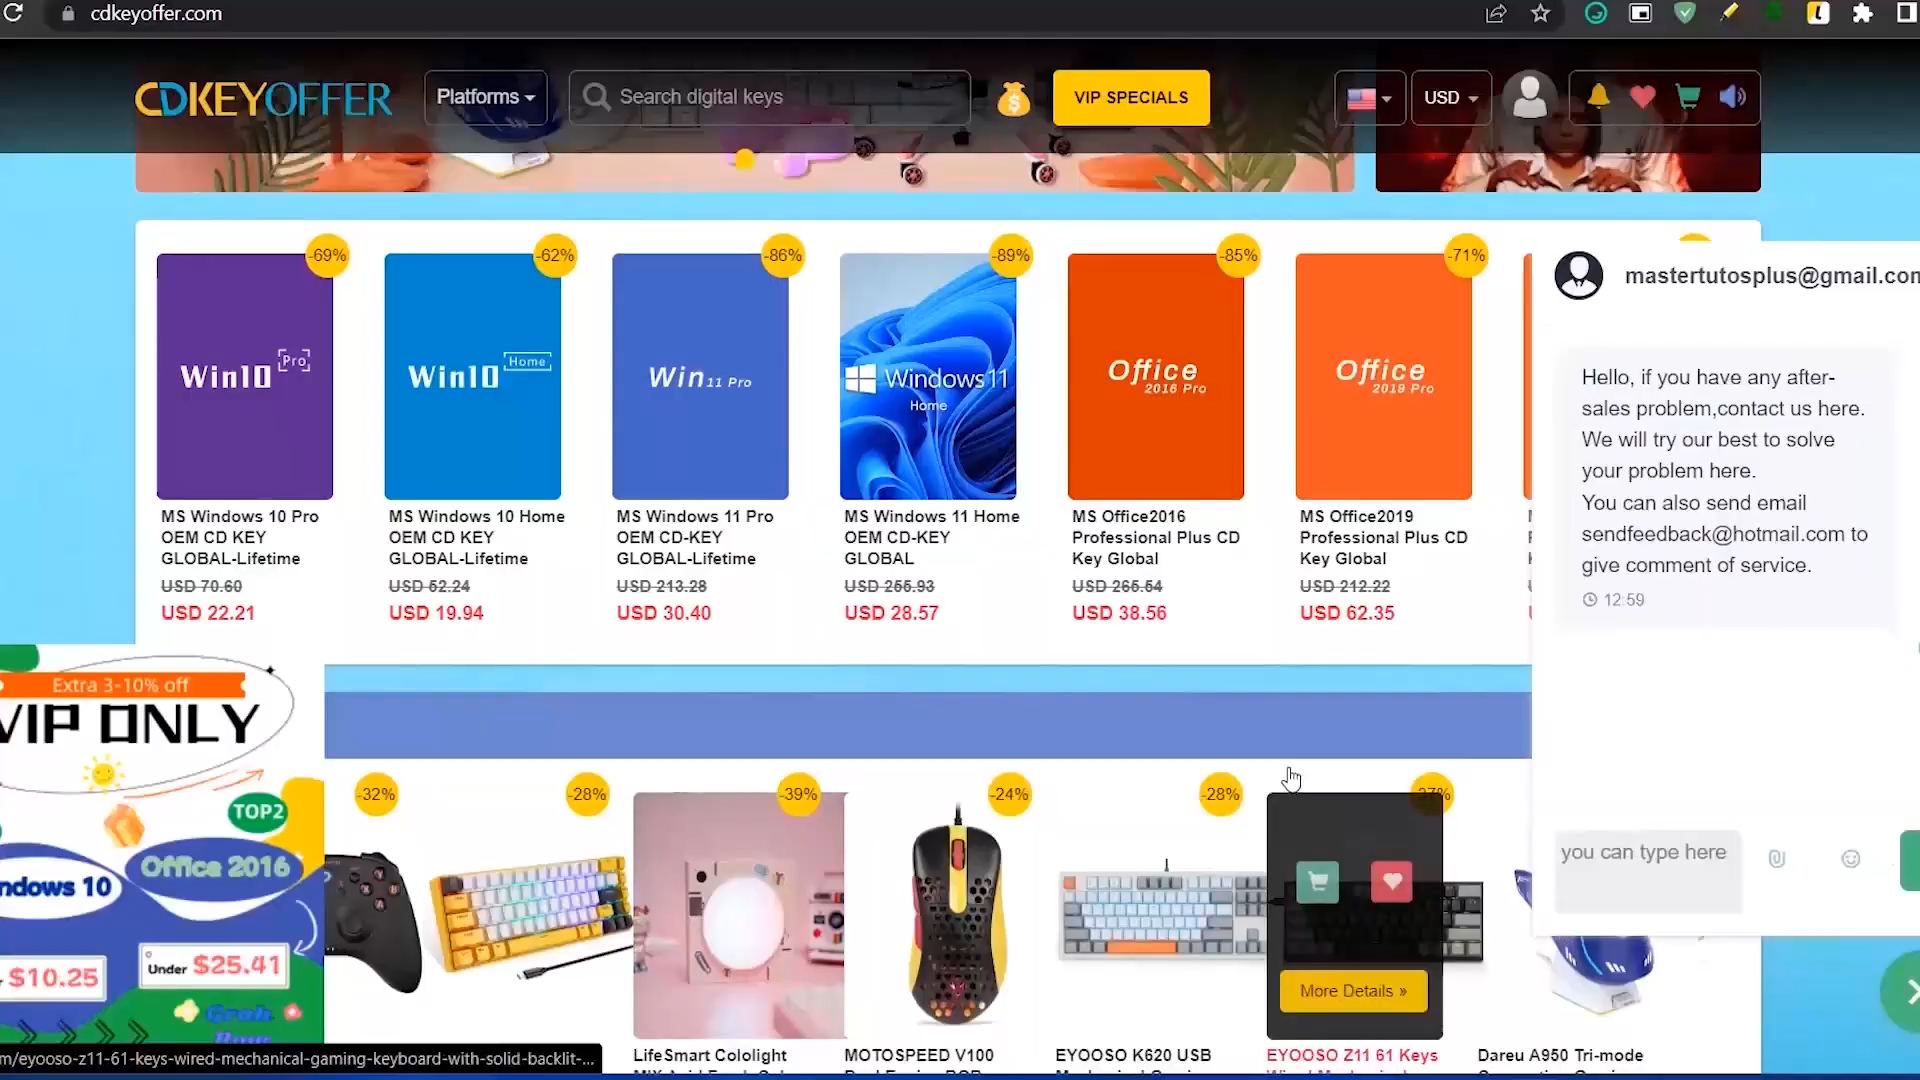 cdkeyoffer.com
CDKEYOFFER
Platforms
Search digital keys
VIP SPECIALS
USD
-69%
-62%
-86%
-89%
-85%
-71%
Win10 Pro
Win10 Home
Win 11 Pro
Windows11
Home
Office
2016 Pro
Office
2019 Pro
MS Windows 10 Pro
OEM CD KEY
GLOBAL-Lifetime
USD 70.60
USD 22.21
MS Windows 10 Home
OEM CD KEY
GLOBAL-Lifetime
USD 52.24
USD 19.94
MS Windows 11 Pro
OEM CD-KEY
GLOBAL-Lifetime
USD 213.28
USD 30.40
MS Windows 11 Home
OEM CD-KEY
GLOBAL
USD 255.93
USD 28.57
MS Office2016
Professional Plus CD
Key Global
USD 265.54
USD 38.56
MS Office2019
Professional Plus CD
Key Global
USD 212.22
USD 62.35
mastertutosplus@gmail.com
Hello, if you have any after-
sales problem,contact us here.
We will try our best to solve
your problem here.
You can also send email
sendfeedback@hotmail.com to
give comment of service.
12:59
you can type here
Extra 3-10% off
VIP ONLY
TOP2
ndows 10
Office 2016
$10.25
Under $25.41
Grab
Now
-32%
-28%
-39%
-24%
-28%
-37%
More Details »
LifeSmart Cololight
MOTOSPEED V100
EYOOSO K620 USB
EYOOSO Z11 61 Keys
Dareu A950 Tri-mode
m/eyooso-z11-61-keys-wired-mechanical-gaming-keyboard-with-solid-backlit-...